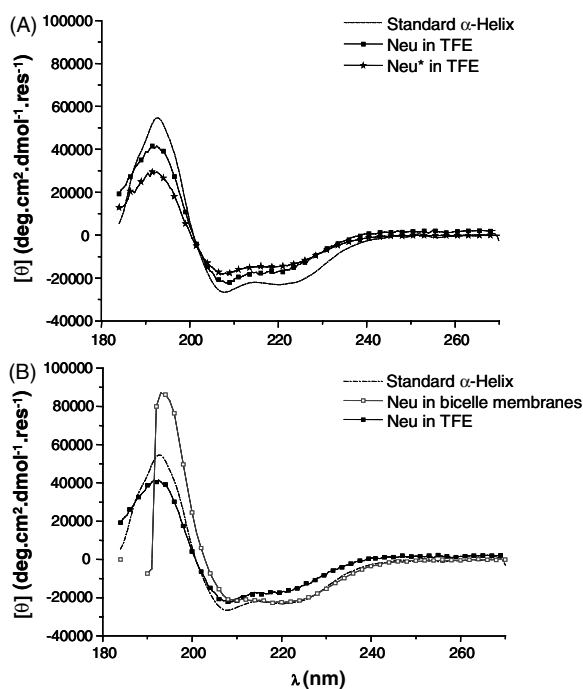 (A)
100000
80000
60000
40000
20000
0
-20000
-40000
[θ] (deg.cm².dmol⁻¹.res⁻¹)
Standard α-Helix
Neu in TFE
Neu* in TFE
180 200 220 240 260
(B)
100000
80000
60000
40000
20000
0
-20000
-40000
[θ] (deg.cm².dmol⁻¹.res⁻¹)
Standard α-Helix
Neu in bicelle membranes
Neu in TFE
180 200 220 240 260
λ (nm)